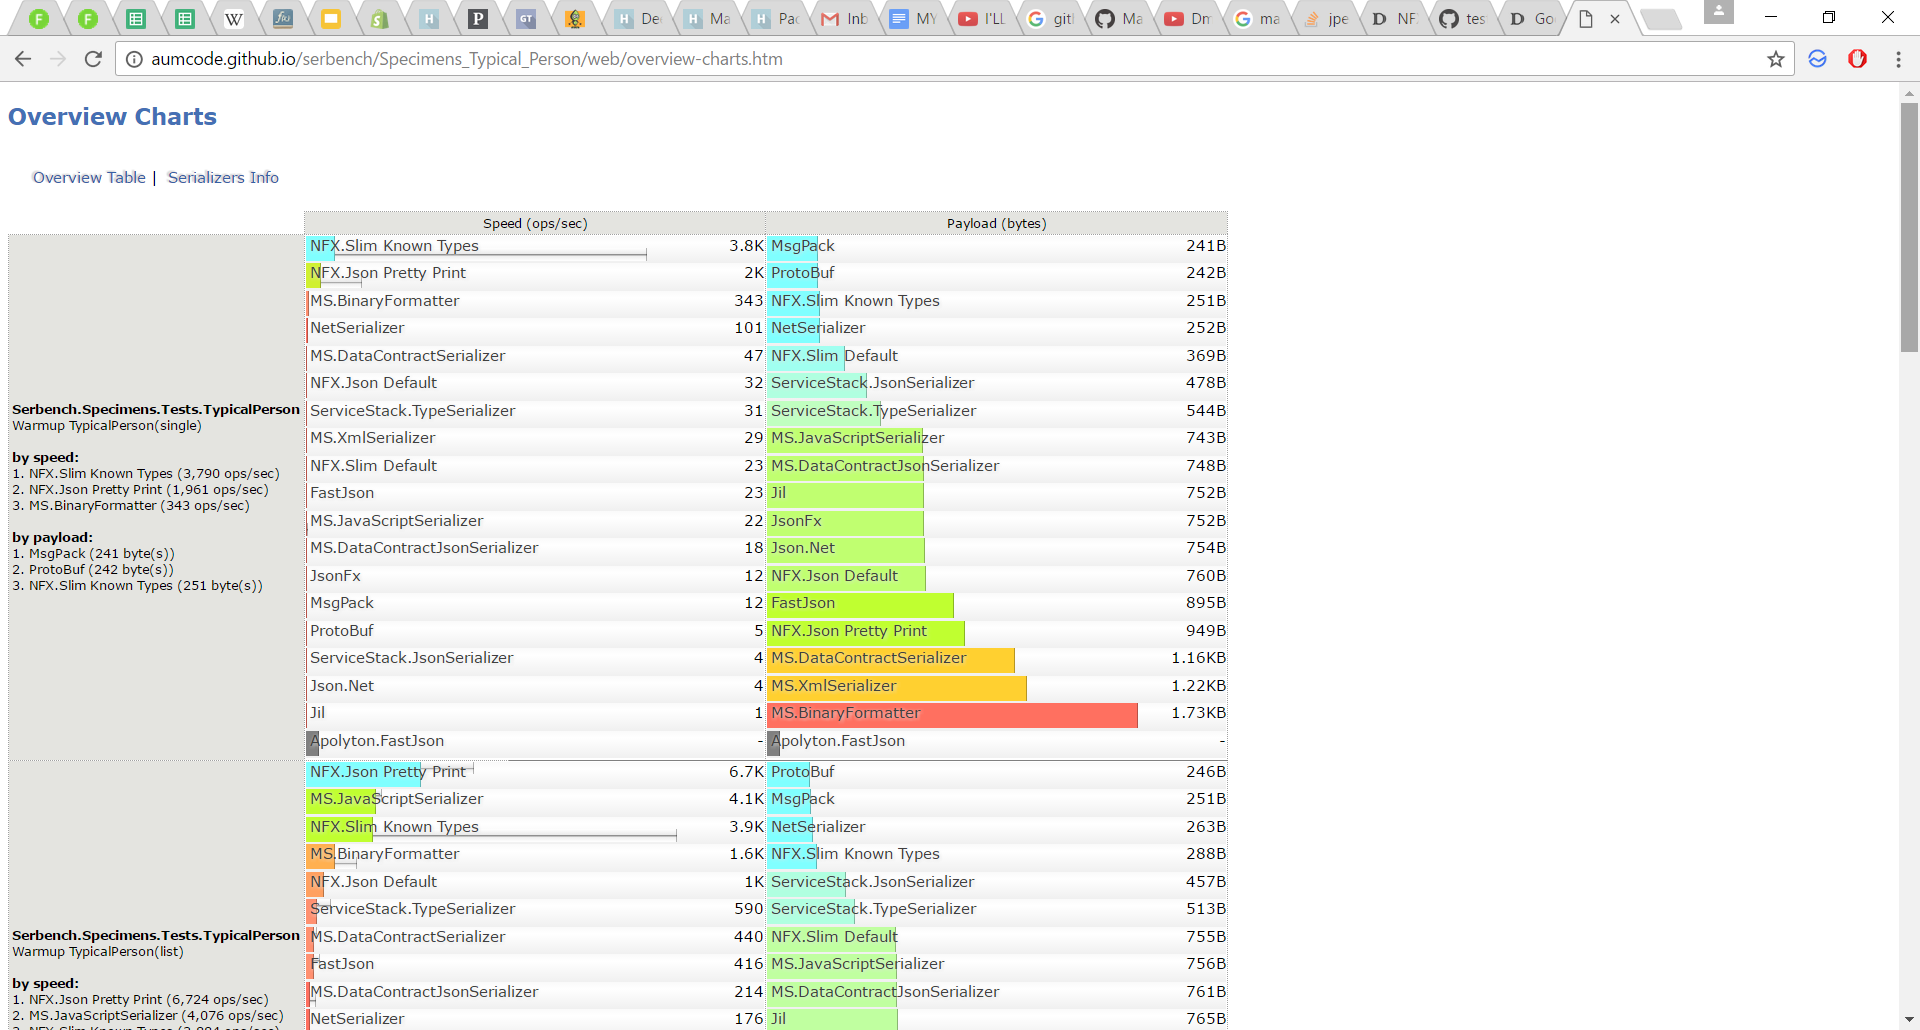 F
F
W
fiki
H
P
GT
H De
H Ma
H Pac
Inb
MY
I'LL
git
Ma
Dm
ma
jpe
D NF
tes
D Go
aumcode.github.io/serbench/Specimens_Typical_Person/web/overview-charts.htm
Overview Charts
Overview Table | Serializers Info
Speed (ops/sec) Payload (bytes)
Serbench.Specimens.Tests.TypicalPerson
Warmup TypicalPerson(single)
by speed:
1. NFX.Slim Known Types (3,790 ops/sec)
2. NFX.Json Pretty Print (1,961 ops/sec)
3. MS.BinaryFormatter (343 ops/sec)
by payload:
1. MsgPack (241 byte(s))
2. ProtoBuf (242 byte(s))
3. NFX.Slim Known Types (251 byte(s))
NFX.Slim Known Types 3.8K MsgPack 241B
NFX.Json Pretty Print 2K ProtoBuf 242B
MS.BinaryFormatter 343 NFX.Slim Known Types 251B
NetSerializer 101 NetSerializer 252B
MS.DataContractSerializer 47 NFX.Slim Default 369B
NFX.Json Default 32 ServiceStack.JsonSerializer 478B
ServiceStack.TypeSerializer 31 ServiceStack.TypeSerializer 544B
MS.XmlSerializer 29 MS.JavaScriptSerializer 743B
NFX.Slim Default 23 MS.DataContractJsonSerializer 748B
FastJson 23 Jil 752B
MS.JavaScriptSerializer 22 JsonFx 752B
MS.DataContractJsonSerializer 18 Json.Net 754B
JsonFx 12 NFX.Json Default 760B
MsgPack 12 FastJson 895B
ProtoBuf 5 NFX.Json Pretty Print 949B
ServiceStack.JsonSerializer 4 MS.DataContractSerializer 1.16KB
Json.Net 4 MS.XmlSerializer 1.22KB
Jil 1 MS.BinaryFormatter 1.73KB
Apolyton.FastJson - Apolyton.FastJson -
Serbench.Specimens.Tests.TypicalPerson
Warmup TypicalPerson(list)
by speed:
1. NFX.Json Pretty Print (6,724 ops/sec)
2. MS.JavaScriptSerializer (4,076 ops/sec)
NFX.Json Pretty Print 6.7K ProtoBuf 246B
MS.JavaScriptSerializer 4.1K MsgPack 251B
NFX.Slim Known Types 3.9K NetSerializer 263B
MS.BinaryFormatter 1.6K NFX.Slim Known Types 288B
NFX.Json Default 1K ServiceStack.JsonSerializer 457B
ServiceStack.TypeSerializer 590 ServiceStack.TypeSerializer 513B
MS.DataContractSerializer 440 NFX.Slim Default 755B
FastJson 416 MS.JavaScriptSerializer 756B
MS.DataContractJsonSerializer 214 MS.DataContractJsonSerializer 761B
NetSerializer 176 Jil 765B